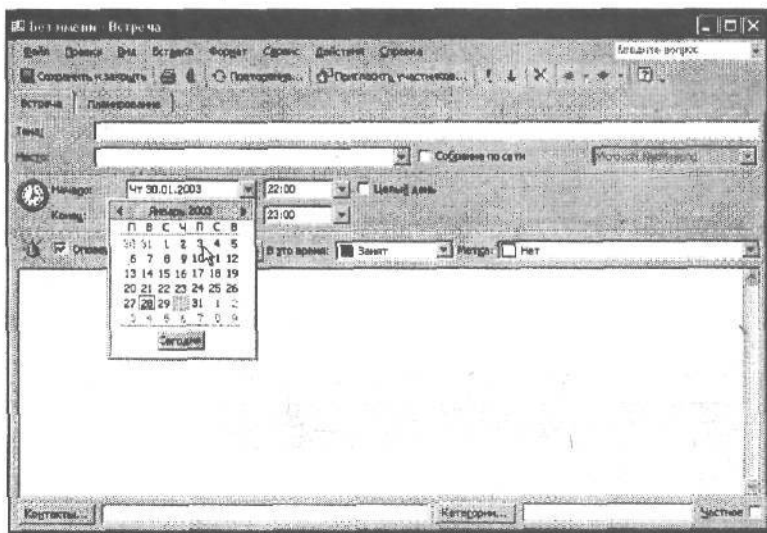 Без имени - Встреча
Файл Правка Вид Вставка Формат Сервис Действия Справка Введите вопрос
Сохранить и закрыть Повторение... Пригласить участников...
Встреча Планирование
Тема:
Место: Собрание по сети Microsoft NetMeeting
Начало: Чт 30.01.2003 22:00 Целый день
Конец: 23:00
Январь 2003
П В С Ч П С В
30 31 1 2 3 4 5
В это время: Занят Метка: Нет
6 7 8 9 10 11 12
13 14 15 16 17 18 19
20 21 22 23 24 25 26
27 28 29 31 1 2
3 4 5 6 7 8 9
Сегодня
Контакты... Категории... Частное